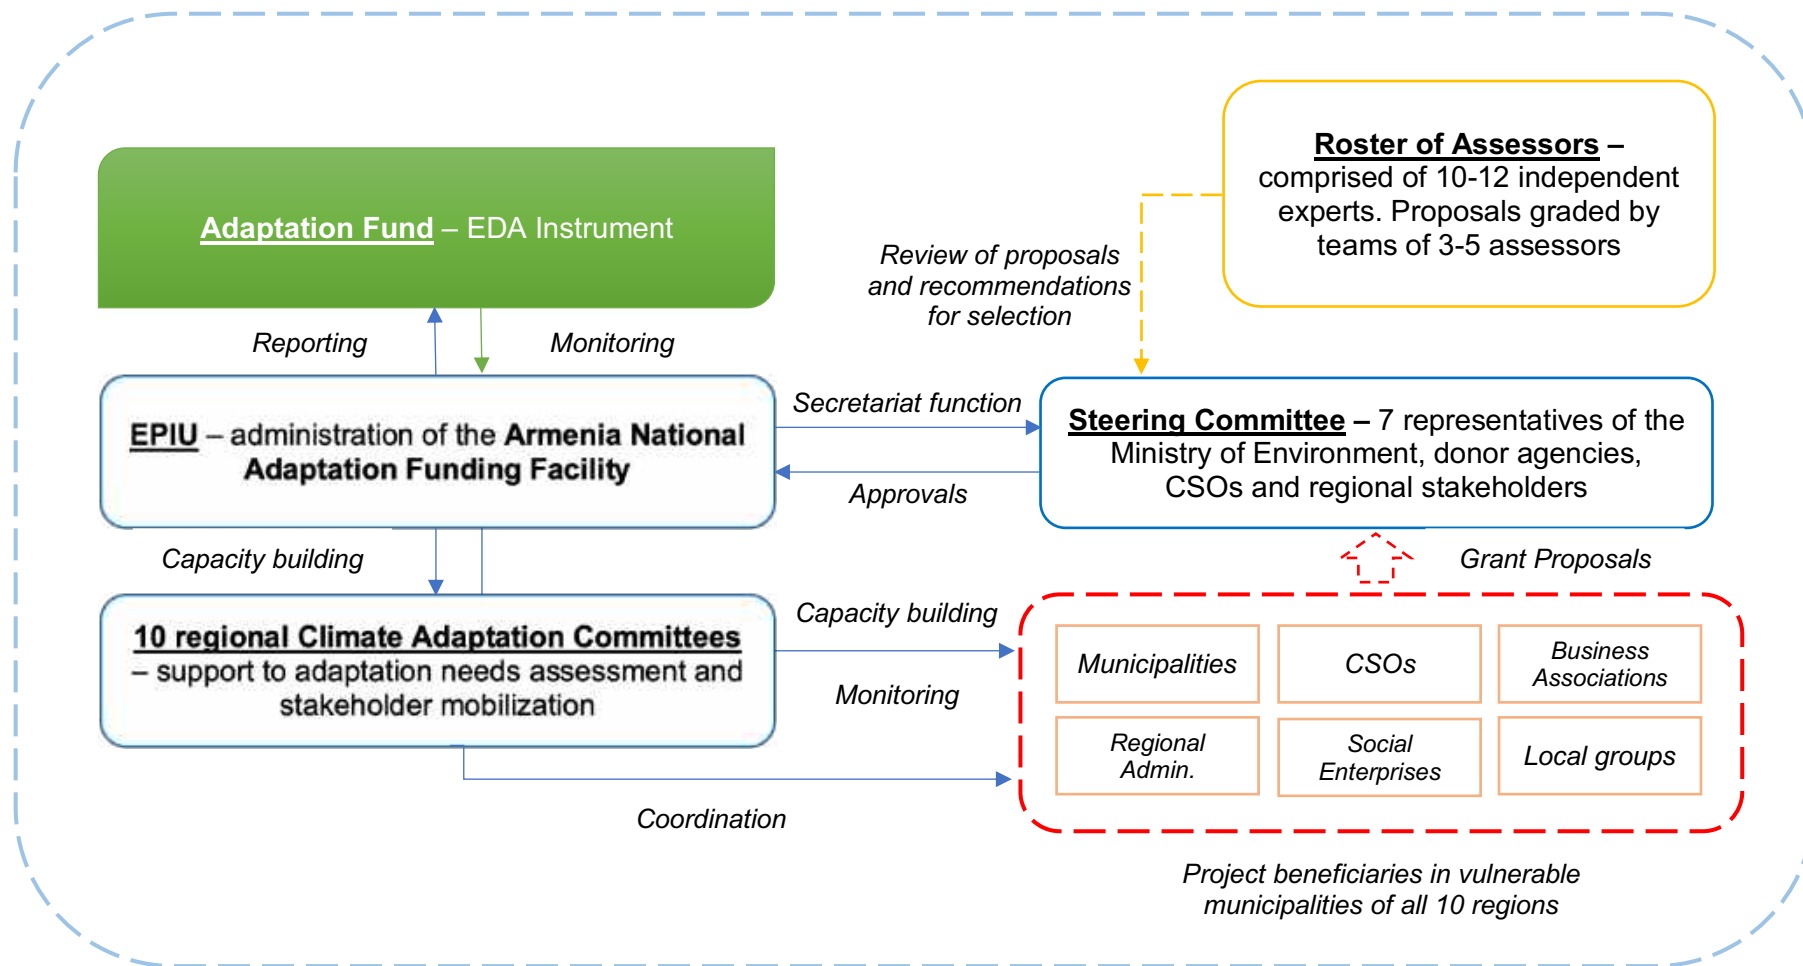 Roster of Assessors –
comprised of 10-12 independent
experts. Proposals graded by
teams of 3-5 assessors
Adaptation Fund – EDA Instrument
Review of proposals
and recommendations
for selection
Reporting
Monitoring
EPIU – administration of the Armenia National
Adaptation Funding Facility
Secretariat function
Approvals
Steering Committee – 7 representatives of the
Ministry of Environment, donor agencies,
CSOs and regional stakeholders
Capacity building
Grant Proposals
10 regional Climate Adaptation Committees
– support to adaptation needs assessment and
stakeholder mobilization
Capacity building
Monitoring
Coordination
Municipalities
CSOs
Business
Associations
Regional
Admin.
Social
Enterprises
Local groups
Project beneficiaries in vulnerable
municipalities of all 10 regions